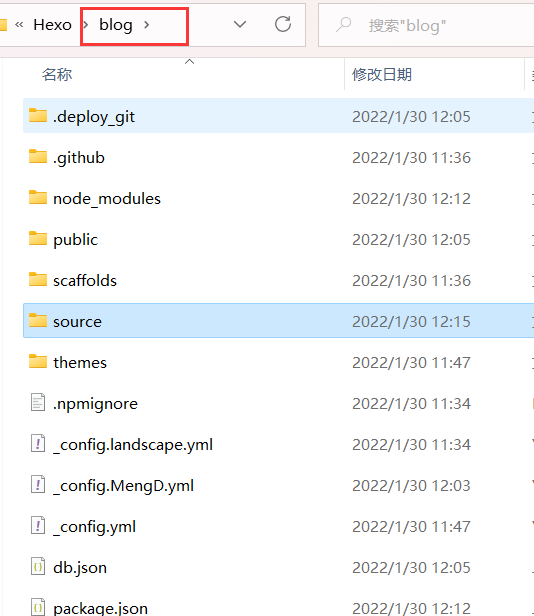 « Hexo › blog ›
搜索"blog"
名称 修改日期
.deploy_git 2022/1/30 12:05
.github 2022/1/30 11:36
node_modules 2022/1/30 12:12
public 2022/1/30 12:05
scaffolds 2022/1/30 11:36
source 2022/1/30 12:15
themes 2022/1/30 11:47
.npmignore 2022/1/30 11:34
_config.landscape.yml 2022/1/30 11:34
_config.MengD.yml 2022/1/30 12:03
_config.yml 2022/1/30 11:47
db.json 2022/1/30 12:05
package.json 2022/1/30 12:12